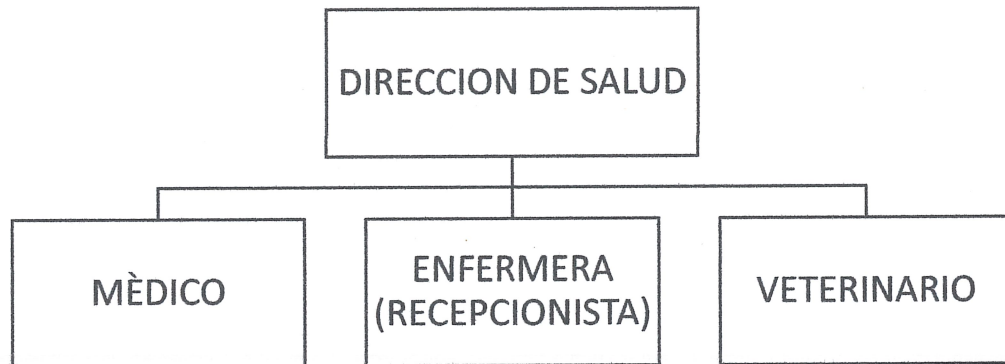 DIRECCION DE SALUD
MÈDICO
ENFERMERA
(RECEPCIONISTA)
VETERINARIO